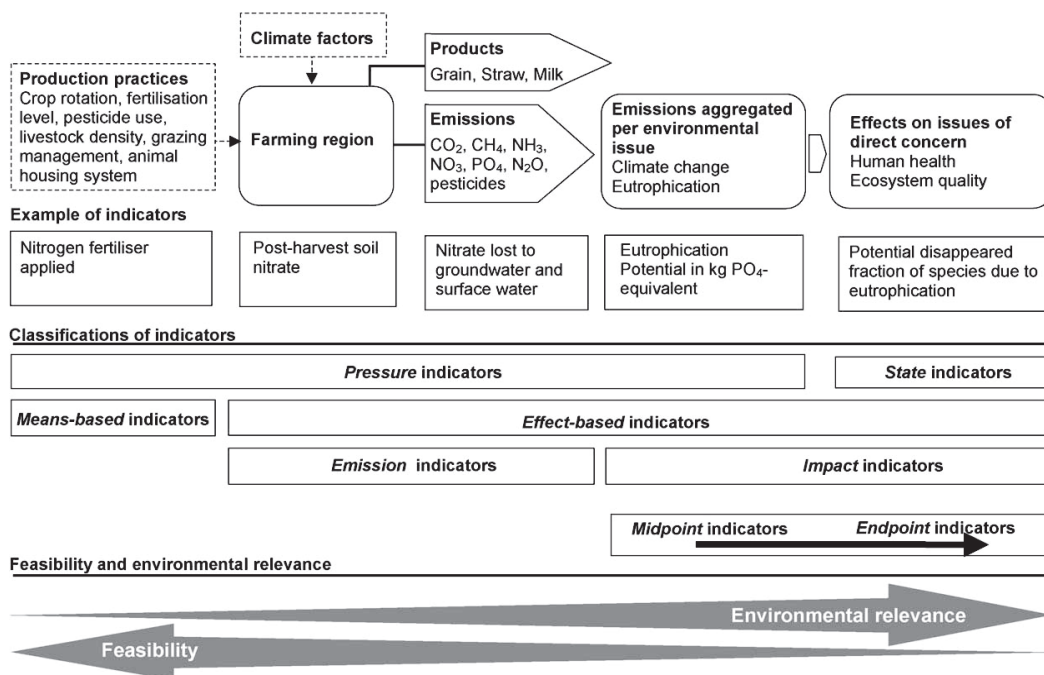 Climate factors
Production practices
Crop rotation, fertilisation
level, pesticide use,
livestock density, grazing
management, animal
housing system
Farming region
Products
Grain, Straw, Milk
Emissions
CO₂, CH₄, NH₃,
NO₃, PO₄, N₂O,
pesticides
Emissions aggregated
per environmental
issue
Climate change
Eutrophication
Effects on issues of
direct concern
Human health
Ecosystem quality
Example of indicators
Nitrogen fertiliser
applied
Post-harvest soil
nitrate
Nitrate lost to
groundwater and
surface water
Eutrophication
Potential in kg PO₄-
equivalent
Potential disappeared
fraction of species due to
eutrophication
Classifications of indicators
Pressure indicators
State indicators
Means-based indicators
Effect-based indicators
Emission indicators
Impact indicators
Midpoint indicators
Endpoint indicators
Feasibility and environmental relevance
Environmental relevance
Feasibility